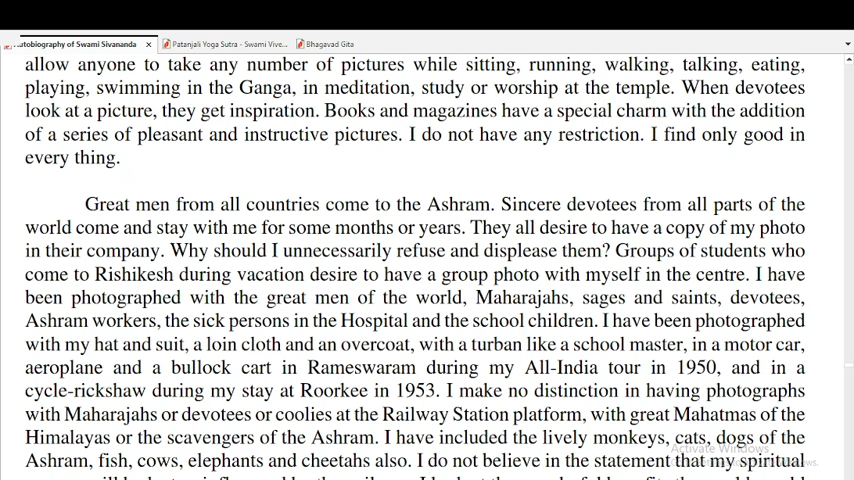 Autobiography of Swami Sivananda × Patanjali Yoga Sutra - Swami Vive... Bhagavad Gita
allow anyone to take any number of pictures while sitting, running, walking, talking, eating,
playing, swimming in the Ganga, in meditation, study or worship at the temple. When devotees
look at a picture, they get inspiration. Books and magazines have a special charm with the addition
of a series of pleasant and instructive pictures. I do not have any restriction. I find only good in
every thing.
Great men from all countries come to the Ashram. Sincere devotees from all parts of the
world come and stay with me for some months or years. They all desire to have a copy of my photo
in their company. Why should I unnecessarily refuse and displease them? Groups of students who
come to Rishikesh during vacation desire to have a group photo with myself in the centre. I have
been photographed with the great men of the world, Maharajahs, sages and saints, devotees,
Ashram workers, the sick persons in the Hospital and the school children. I have been photographed
with my hat and suit, a loin cloth and an overcoat, with a turban like a school master, in a motor car,
aeroplane and a bullock cart in Rameswaram during my All-India tour in 1950, and in a
cycle-rickshaw during my stay at Roorkee in 1953. I make no distinction in having photographs
with Maharajahs or devotees or coolies at the Railway Station platform, with great Mahatmas of the
Himalayas or the scavengers of the Ashram. I have included the lively monkeys, cats, dogs of the
Activate Windows
Ashram, fish, cows, elephants and cheetahs also. I do not believe in the statement that my spiritual